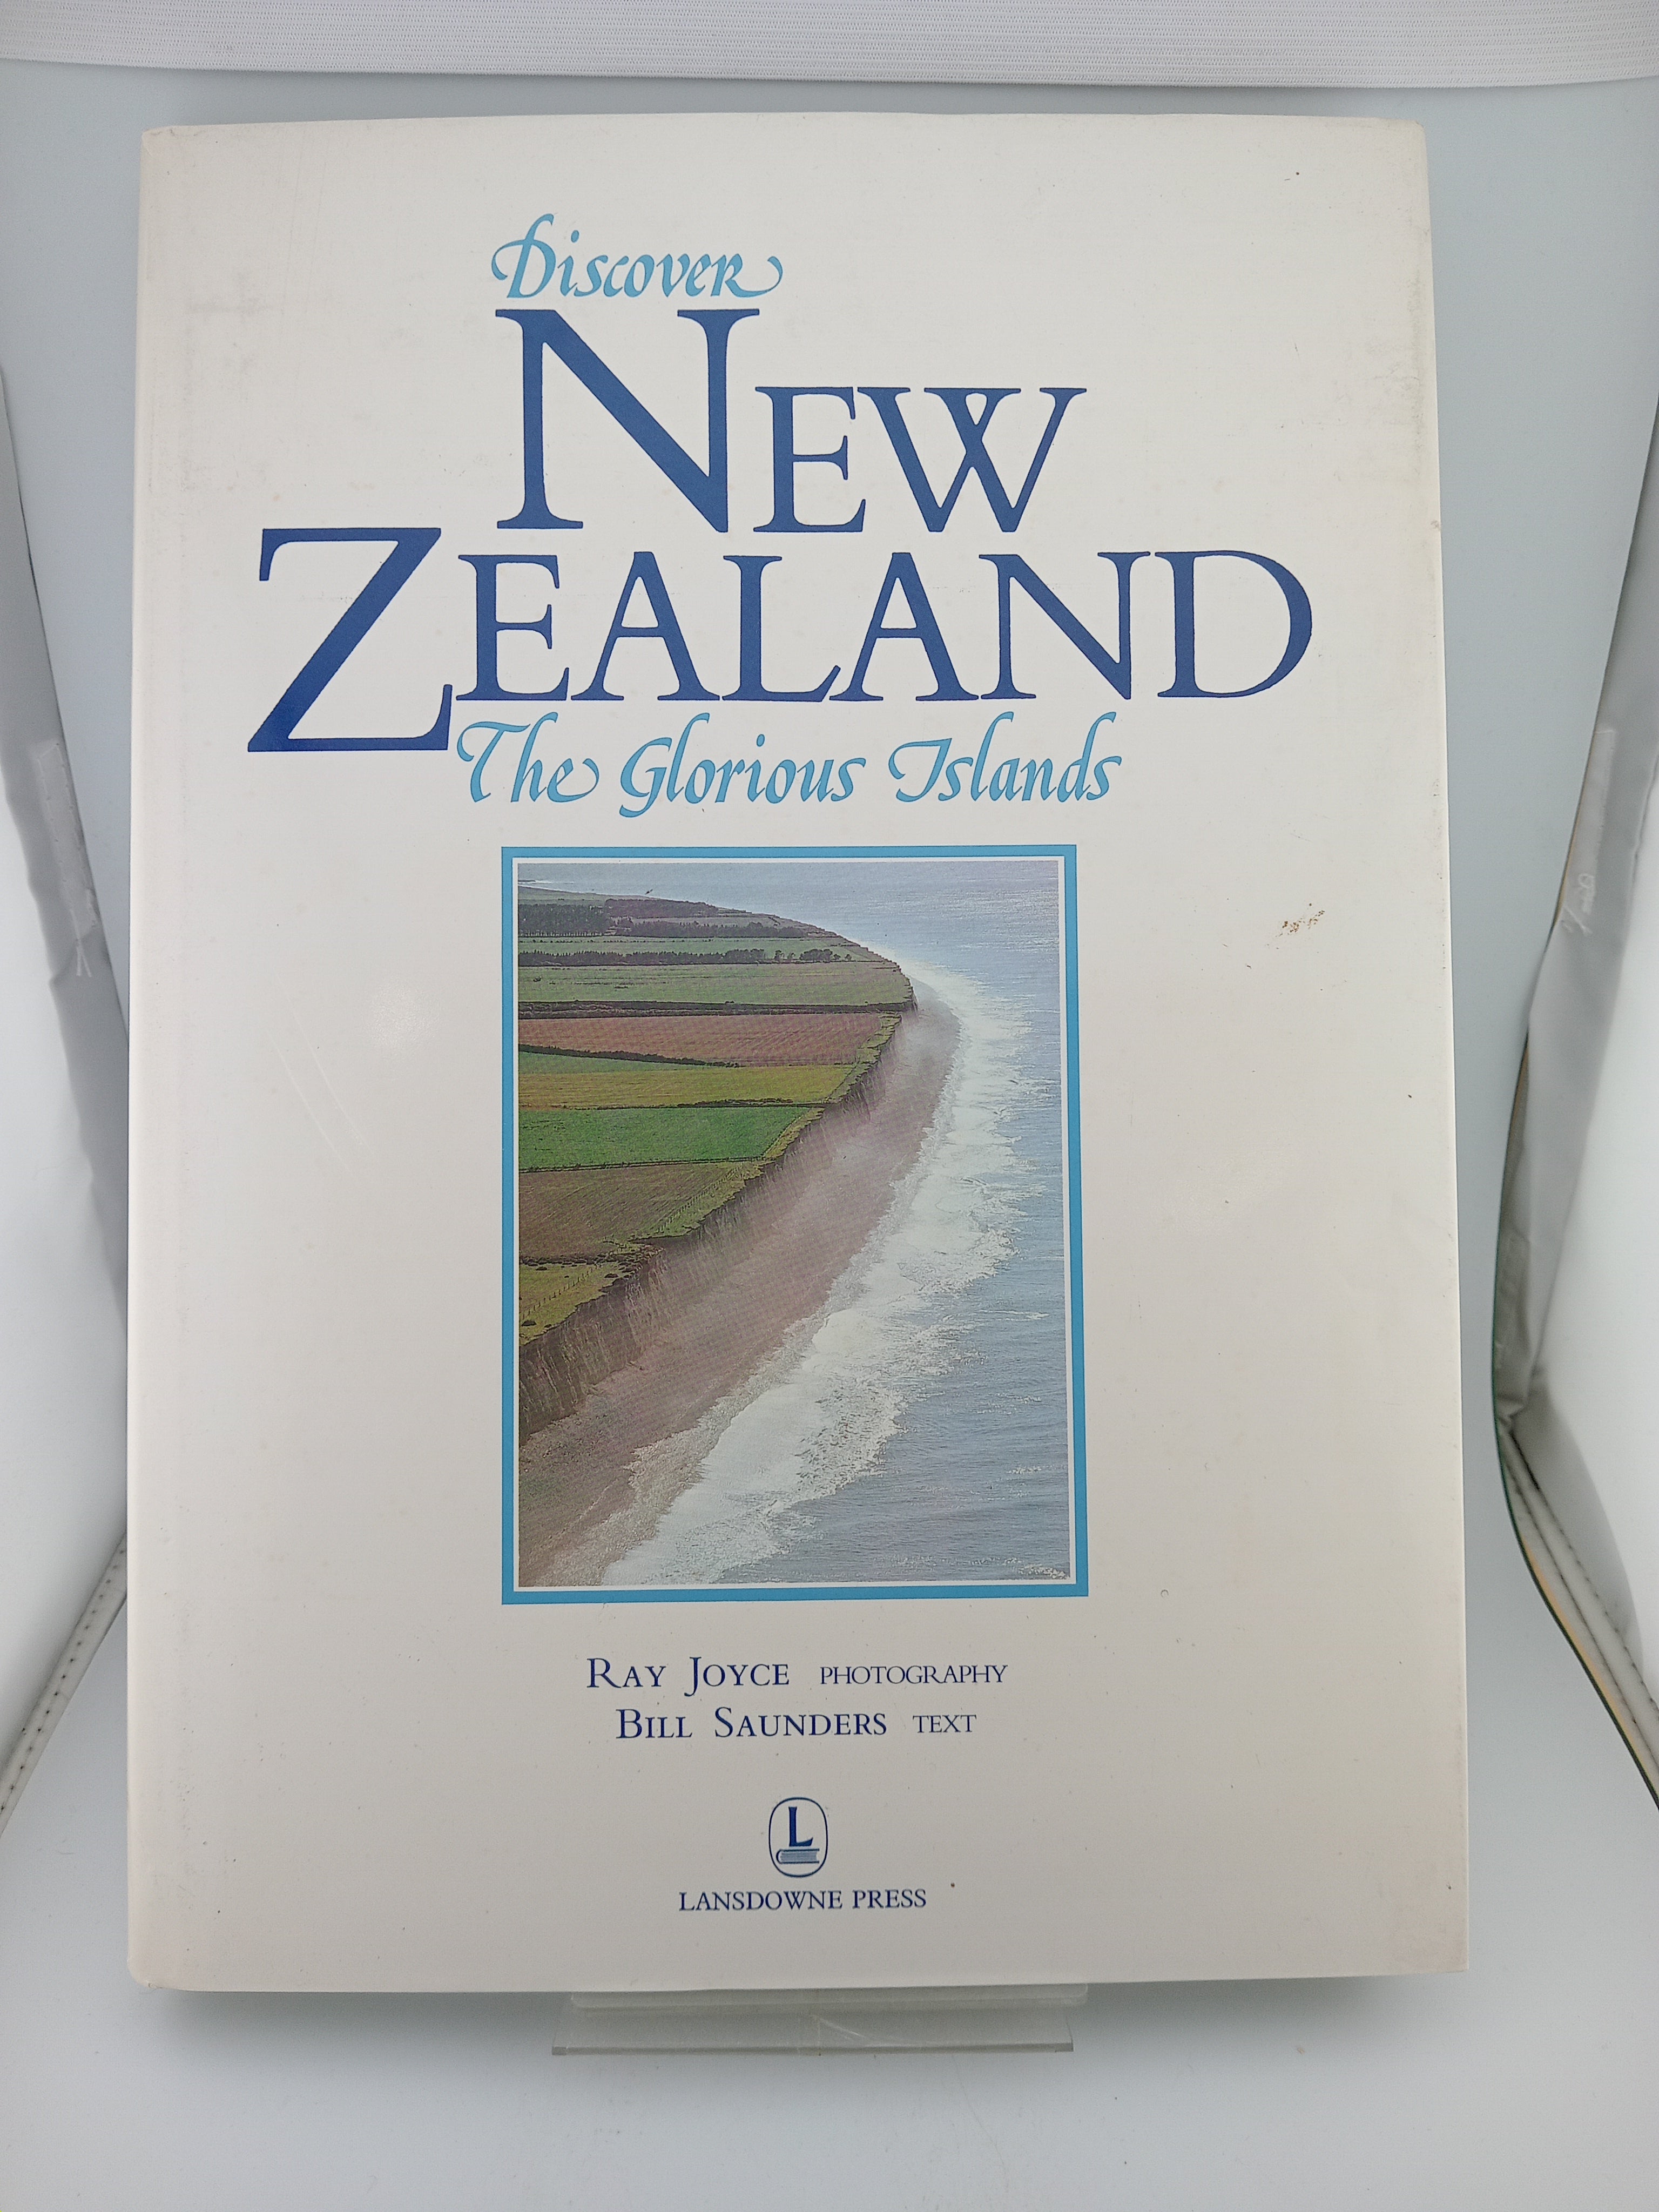 Discover
NEW
ZEALAND
The Glorious Islands
RAY JOYCE PHOTOGRAPHY
BILL SAUNDERS TEXT
L
LANSDOWNE PRESS